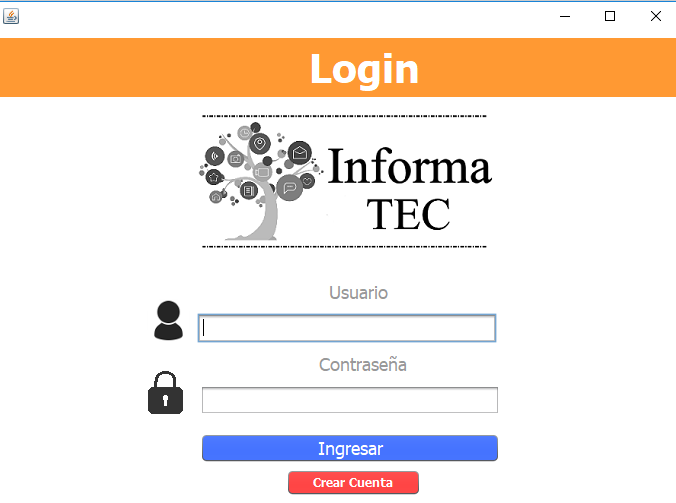 Login
Informa
TEC
Usuario
Contraseña
Ingresar
Crear Cuenta